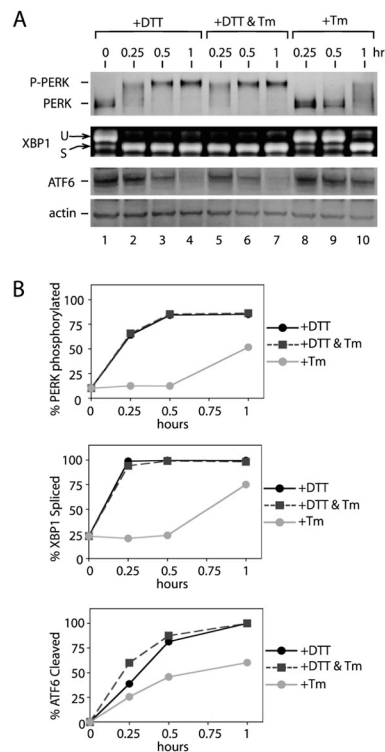 A
+DTT +DTT & Tm +Tm
0 0.25 0.5 1 0.25 0.5 1 0.25 0.5 1 hr
P-PERK
PERK
XBP1 U
S
ATF6
actin
1 2 3 4 5 6 7 8 9 10
B
% PERK phosphorylated
100
75
50
25
0
0 0.25 0.5 0.75 1
hours
+DTT
+DTT & Tm
+Tm
% XBP1 Spliced
100
75
50
25
0
0 0.25 0.5 0.75 1
hours
+DTT
+DTT & Tm
+Tm
% ATF6 Cleaved
100
75
50
25
0
0 0.25 0.5 0.75 1
hours
+DTT
+DTT & Tm
+Tm